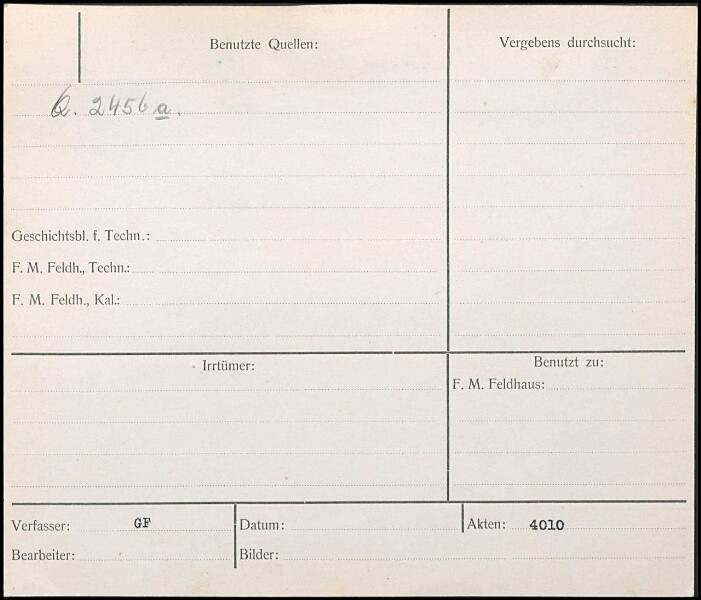 Benutzte Quellen:
Vergebens durchsucht:
Q. 2456a.
Geschichtsbl. f. Techn.:
F. M. Feldh., Techn.:
F. M. Feldh., Kal.:
Irrtümer:
Benutzt zu:
F. M. Feldhaus:
Verfasser: GF
Datum:
Akten: 4010
Bearbeiter:
Bilder: